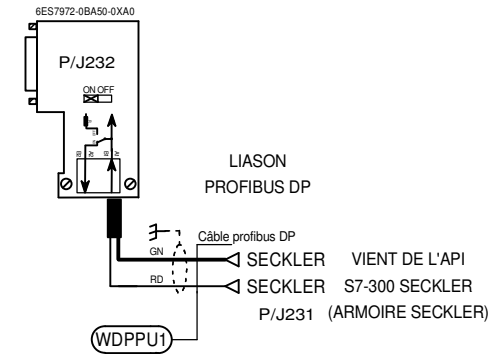 6ES7972-0BA50-0XA0
P/J232
ON OFF
LIASON
PROFIBUS DP
Câble profibus DP
GN SECKLER VIENT DE L'API
RD SECKLER S7-300 SECKLER
P/J231 (ARMOIRE SECKLER)
WDPPU1